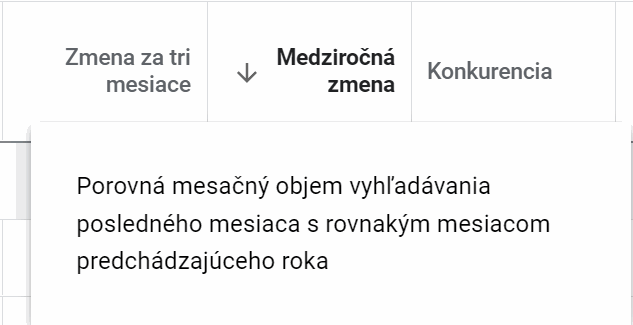 Zmena za tri
mesiace
Medziročná
zmena
Konkurencia
Porovná mesačný objem vyhľadávania
posledného mesiaca s rovnakým mesiacom
predchádzajúceho roka